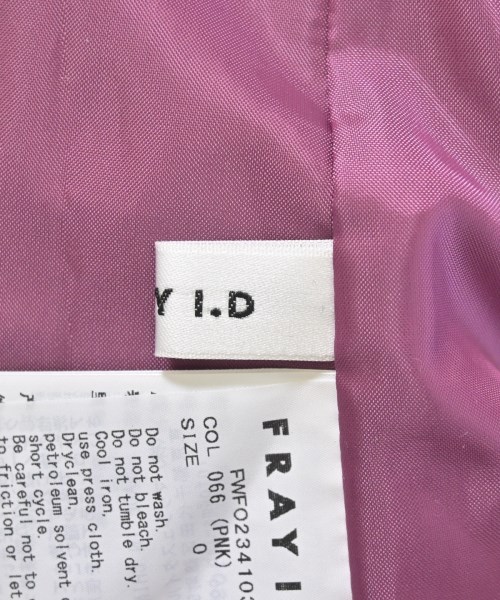 Y I.D
FRAY I
FWFO234103
COL 066 (PNK)
SIZE 0
Do not wash.
Do not bleach.
Do not tumble dry.
Cool iron.
use press cloth.
Dryclean.
petroleum solvent
short cycle.
Be careful not to
to friction or let